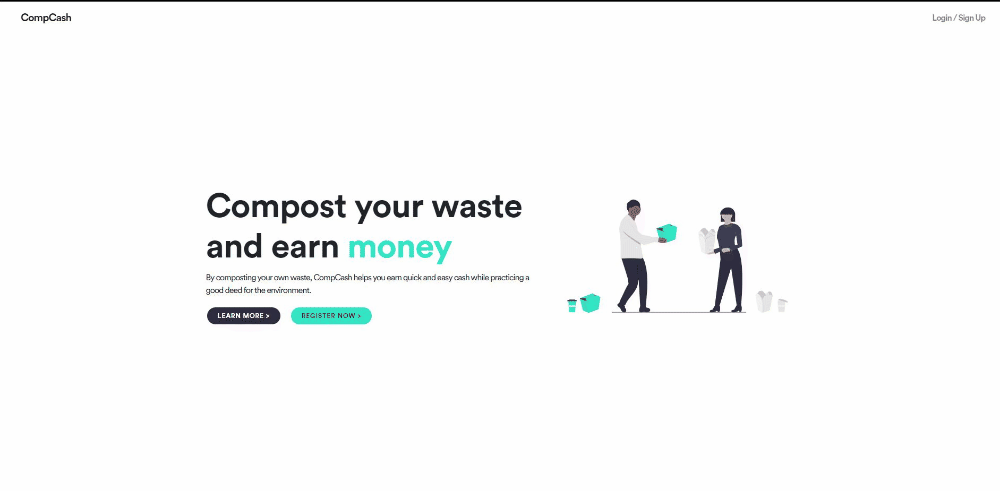 CompCash
Login / Sign Up
Compost your waste
and earn money
By composting your own waste, CompCash helps you earn quick and easy cash while practicing a
good deed for the environment.
LEARN MORE >
REGISTER NOW >